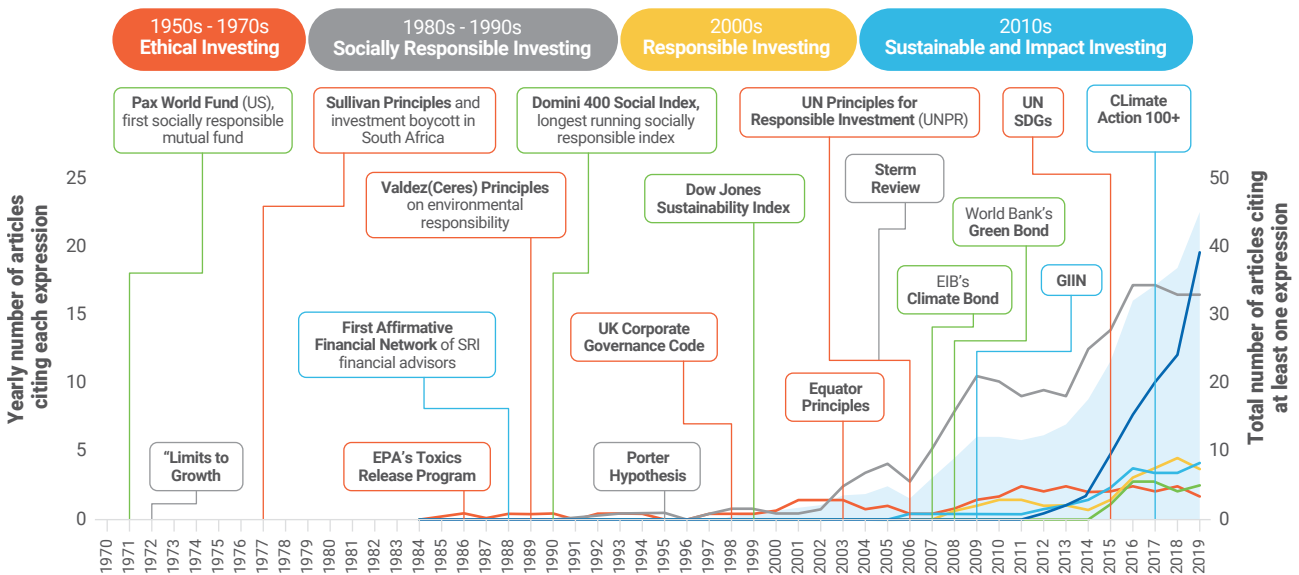 1950s - 1970s
Ethical Investing
1980s - 1990s
Socially Responsible Investing
2000s
Responsible Investing
2010s
Sustainable and Impact Investing
Pax World Fund (US),
first socially responsible
mutual fund
Sullivan Principles and
investment boycott in
South Africa
Domini 400 Social Index,
longest running socially
responsible index
UN Principles for
Responsible Investment (UNPR)
UN
SDGs
CLimate
Action 100+
Valdez(Ceres) Principles
on environmental
responsibility
Dow Jones
Sustainability Index
Sterm
Review
World Bank's
Green Bond
EIB's
Climate Bond
GIIN
First Affirmative
Financial Network of SRI
financial advisors
UK Corporate
Governance Code
Equator
Principles
"Limits to
Growth
EPA's Toxics
Release Program
Porter
Hypothesis
Yearly number of articles
citing each expression
25
20
15
10
5
0
Total number of articles citing
at least one expression
50
40
30
20
10
0
1970
1971
1972
1973
1974
1975
1976
1977
1978
1979
1980
1981
1982
1983
1984
1985
1986
1987
1988
1989
1990
1991
1992
1993
1994
1995
1996
1997
1998
1999
2000
2001
2002
2003
2004
2005
2006
2007
2008
2009
2010
2011
2012
2013
2014
2015
2016
2017
2018
2019